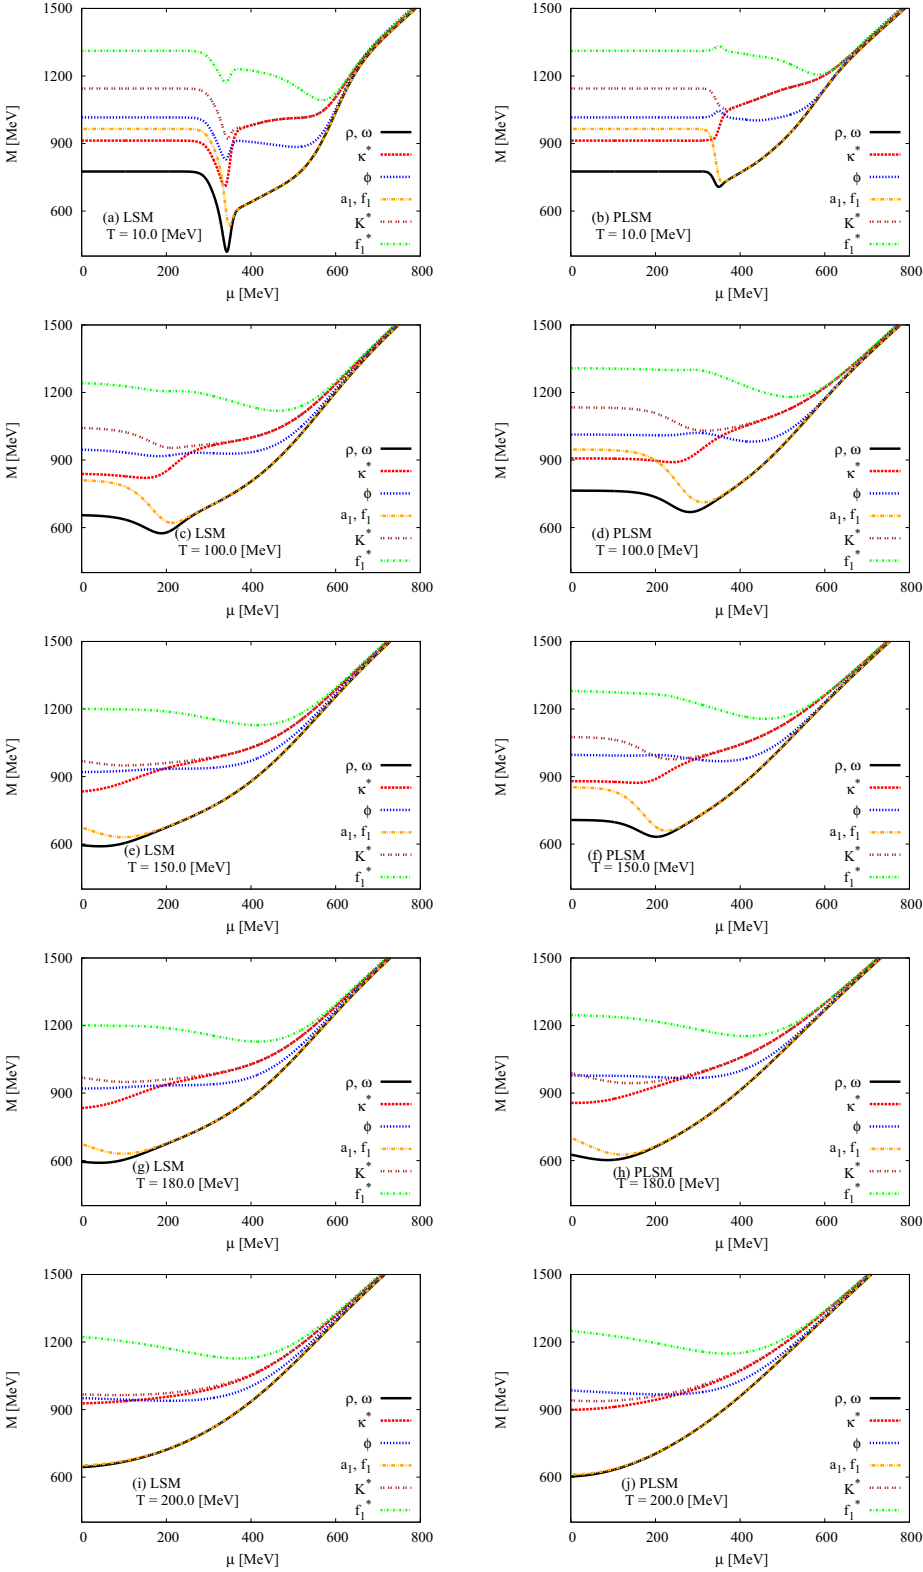 1500
1200
900
600
M [MeV]
ρ, ω
κ*
ϕ
a1, f1
K*
f1*
(a) LSM
T = 10.0 [MeV]
0 200 400 600 800
μ [MeV]
1500
1200
900
600
M [MeV]
ρ, ω
κ*
ϕ
a1, f1
K*
f1*
(b) PLSM
T = 10.0 [MeV]
0 200 400 600 800
μ [MeV]
1500
1200
900
600
M [MeV]
ρ, ω
κ*
ϕ
a1, f1
K*
f1*
(c) LSM
T = 100.0 [MeV]
0 200 400 600 800
μ [MeV]
1500
1200
900
600
M [MeV]
ρ, ω
κ*
ϕ
a1, f1
K*
f1*
(d) PLSM
T = 100.0 [MeV]
0 200 400 600 800
μ [MeV]
1500
1200
900
600
M [MeV]
ρ, ω
κ*
ϕ
a1, f1
K*
f1*
(e) LSM
T = 150.0 [MeV]
0 200 400 600 800
μ [MeV]
1500
1200
900
600
M [MeV]
ρ, ω
κ*
ϕ
a1, f1
K*
f1*
(f) PLSM
T = 150.0 [MeV]
0 200 400 600 800
μ [MeV]
1500
1200
900
600
M [MeV]
ρ, ω
κ*
ϕ
a1, f1
K*
f1*
(g) LSM
T = 180.0 [MeV]
0 200 400 600 800
μ [MeV]
1500
1200
900
600
M [MeV]
ρ, ω
κ*
ϕ
a1, f1
K*
f1*
(h) PLSM
T = 180.0 [MeV]
0 200 400 600 800
μ [MeV]
1500
1200
900
600
M [MeV]
ρ, ω
κ*
ϕ
a1, f1
K*
f1*
(i) LSM
T = 200.0 [MeV]
0 200 400 600 800
μ [MeV]
1500
1200
900
600
M [MeV]
ρ, ω
κ*
ϕ
a1, f1
K*
f1*
(j) PLSM
T = 200.0 [MeV]
0 200 400 600 800
μ [MeV]